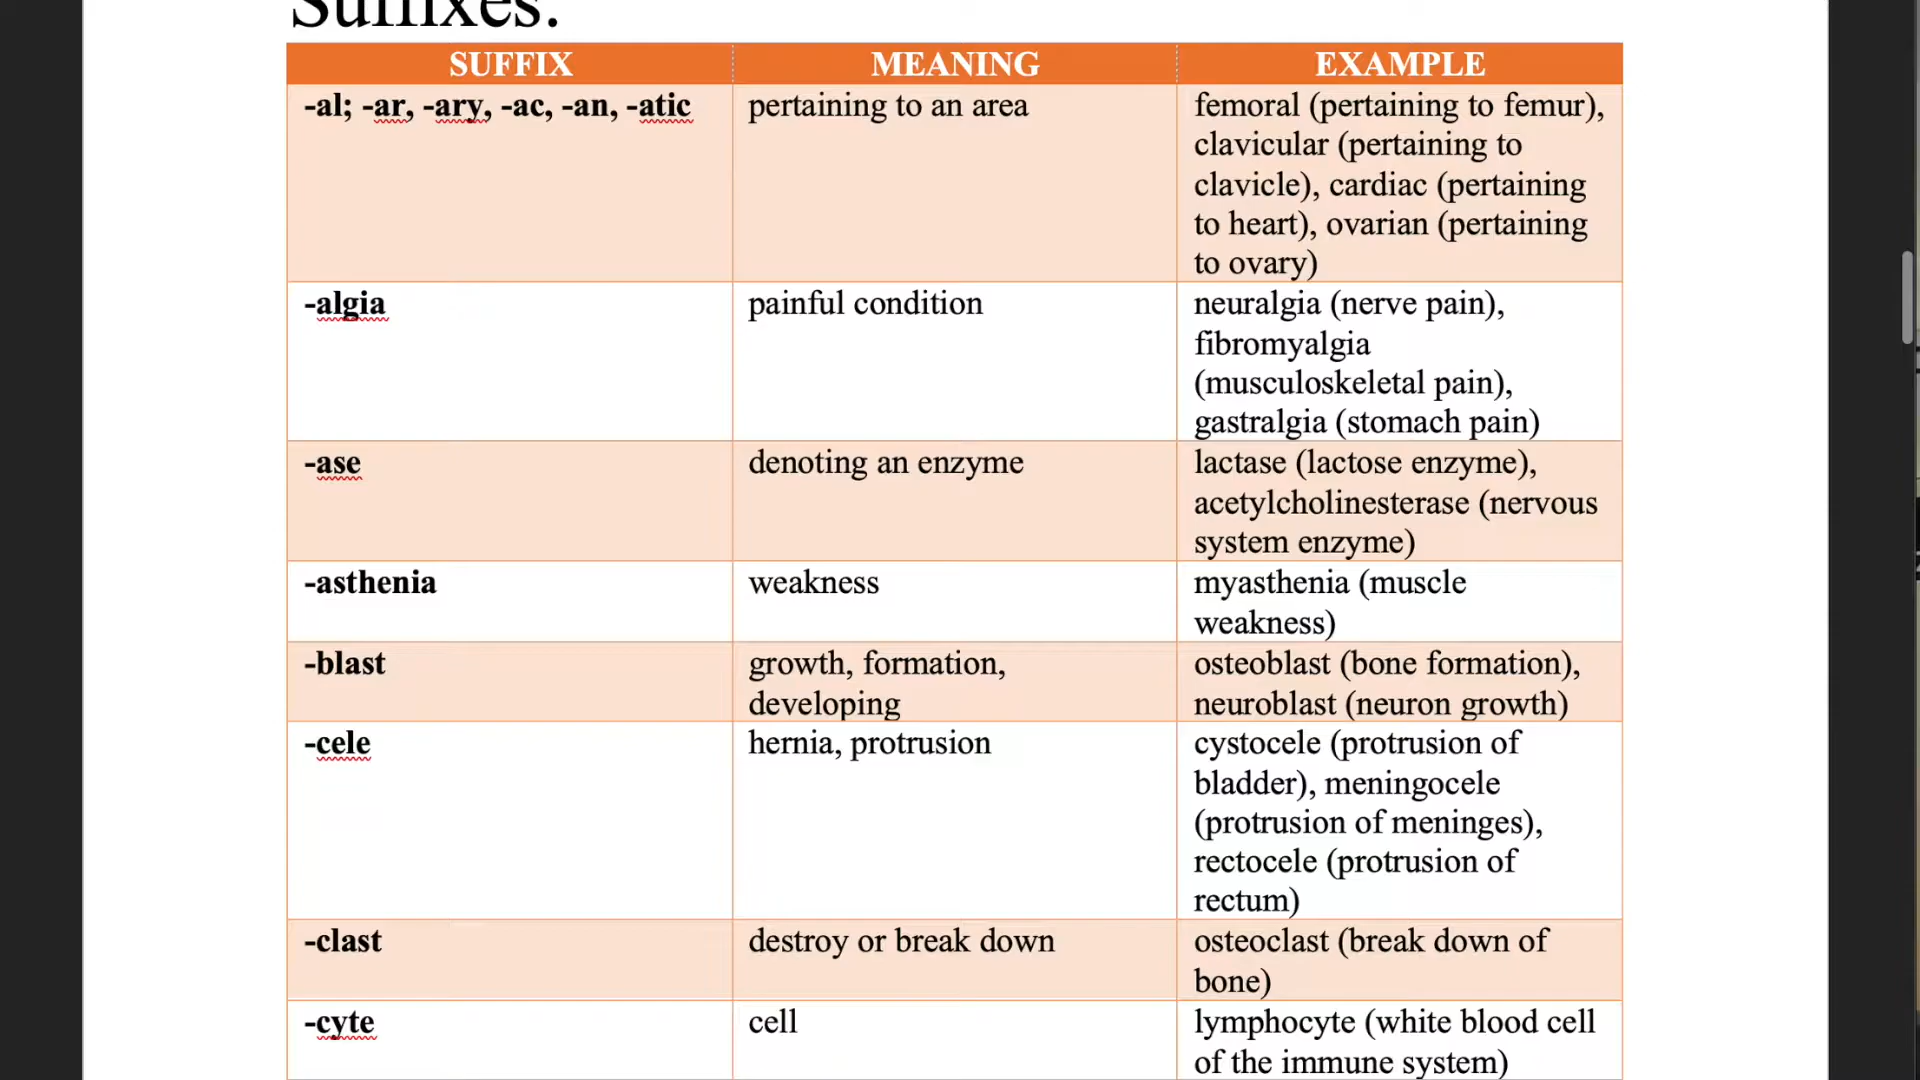 Suffixes:
SUFFIX MEANING EXAMPLE
-al; -ar, -ary, -ac, -an, -atic pertaining to an area femoral (pertaining to femur),
clavicular (pertaining to
clavicle), cardiac (pertaining
to heart), ovarian (pertaining
to ovary)
-algia painful condition neuralgia (nerve pain),
fibromyalgia
(musculoskeletal pain),
gastralgia (stomach pain)
-ase denoting an enzyme lactase (lactose enzyme),
acetylcholinesterase (nervous
system enzyme)
-asthenia weakness myasthenia (muscle
weakness)
-blast growth, formation, osteoblast (bone formation),
developing neuroblast (neuron growth)
-cele hernia, protrusion cystocele (protrusion of
bladder), meningocele
(protrusion of meninges),
rectocele (protrusion of
rectum)
-clast destroy or break down osteoclast (break down of
bone)
-cyte cell lymphocyte (white blood cell
of the immune system)